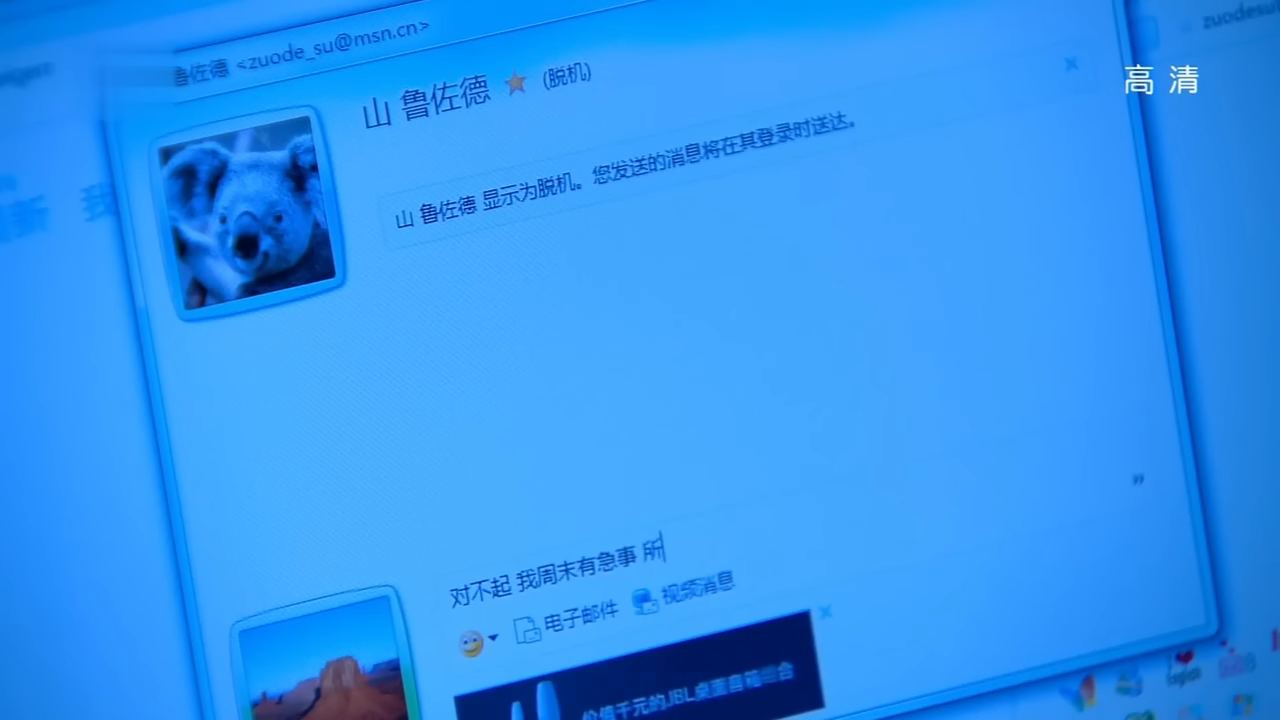 鲁佐德 <zuode_su@msn.cn>
zuodesu
高清
山 鲁佐德 (脱机)
山 鲁佐德 显示为脱机。您发送的消息将在其登录时送达。
对不起 我周末有急事 所
电子邮件 视频消息
价值千元的JBL桌面音箱组合
English